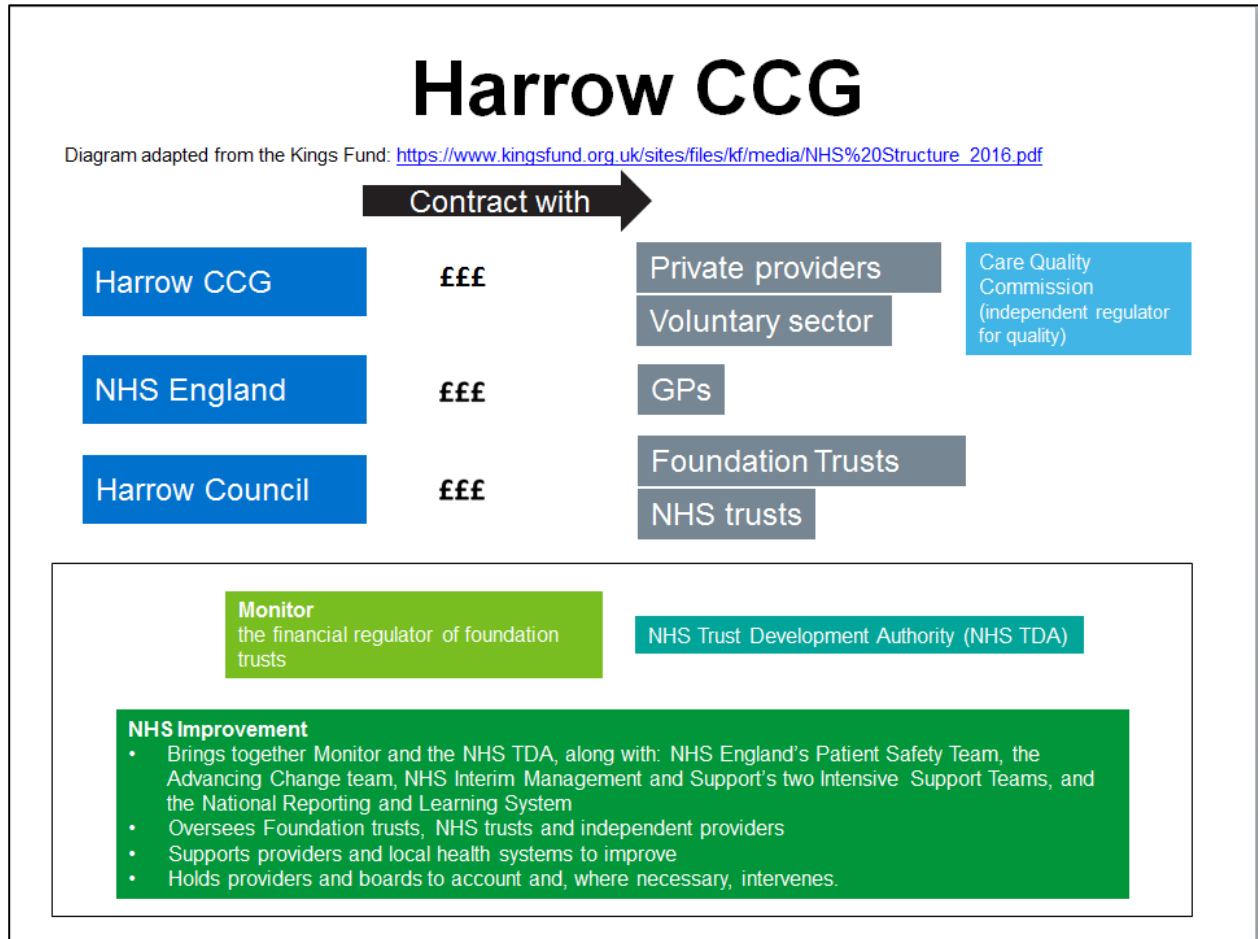 Harrow CCG
Diagram adapted from the Kings Fund: https://www.kingsfund.org.uk/sites/files/kf/media/NHS%20Structure_2016.pdf
Contract with
Harrow CCG
£££
Private providers
Voluntary sector
Care Quality
Commission
(independent regulator
for quality)
NHS England
£££
GPs
Harrow Council
£££
Foundation Trusts
NHS trusts
Monitor
the financial regulator of foundation
trusts
NHS Trust Development Authority (NHS TDA)
NHS Improvement
• Brings together Monitor and the NHS TDA, along with: NHS England’s Patient Safety Team, the
Advancing Change team, NHS Interim Management and Support’s two Intensive Support Teams, and
the National Reporting and Learning System
• Oversees Foundation trusts, NHS trusts and independent providers
• Supports providers and local health systems to improve
• Holds providers and boards to account and, where necessary, intervenes.